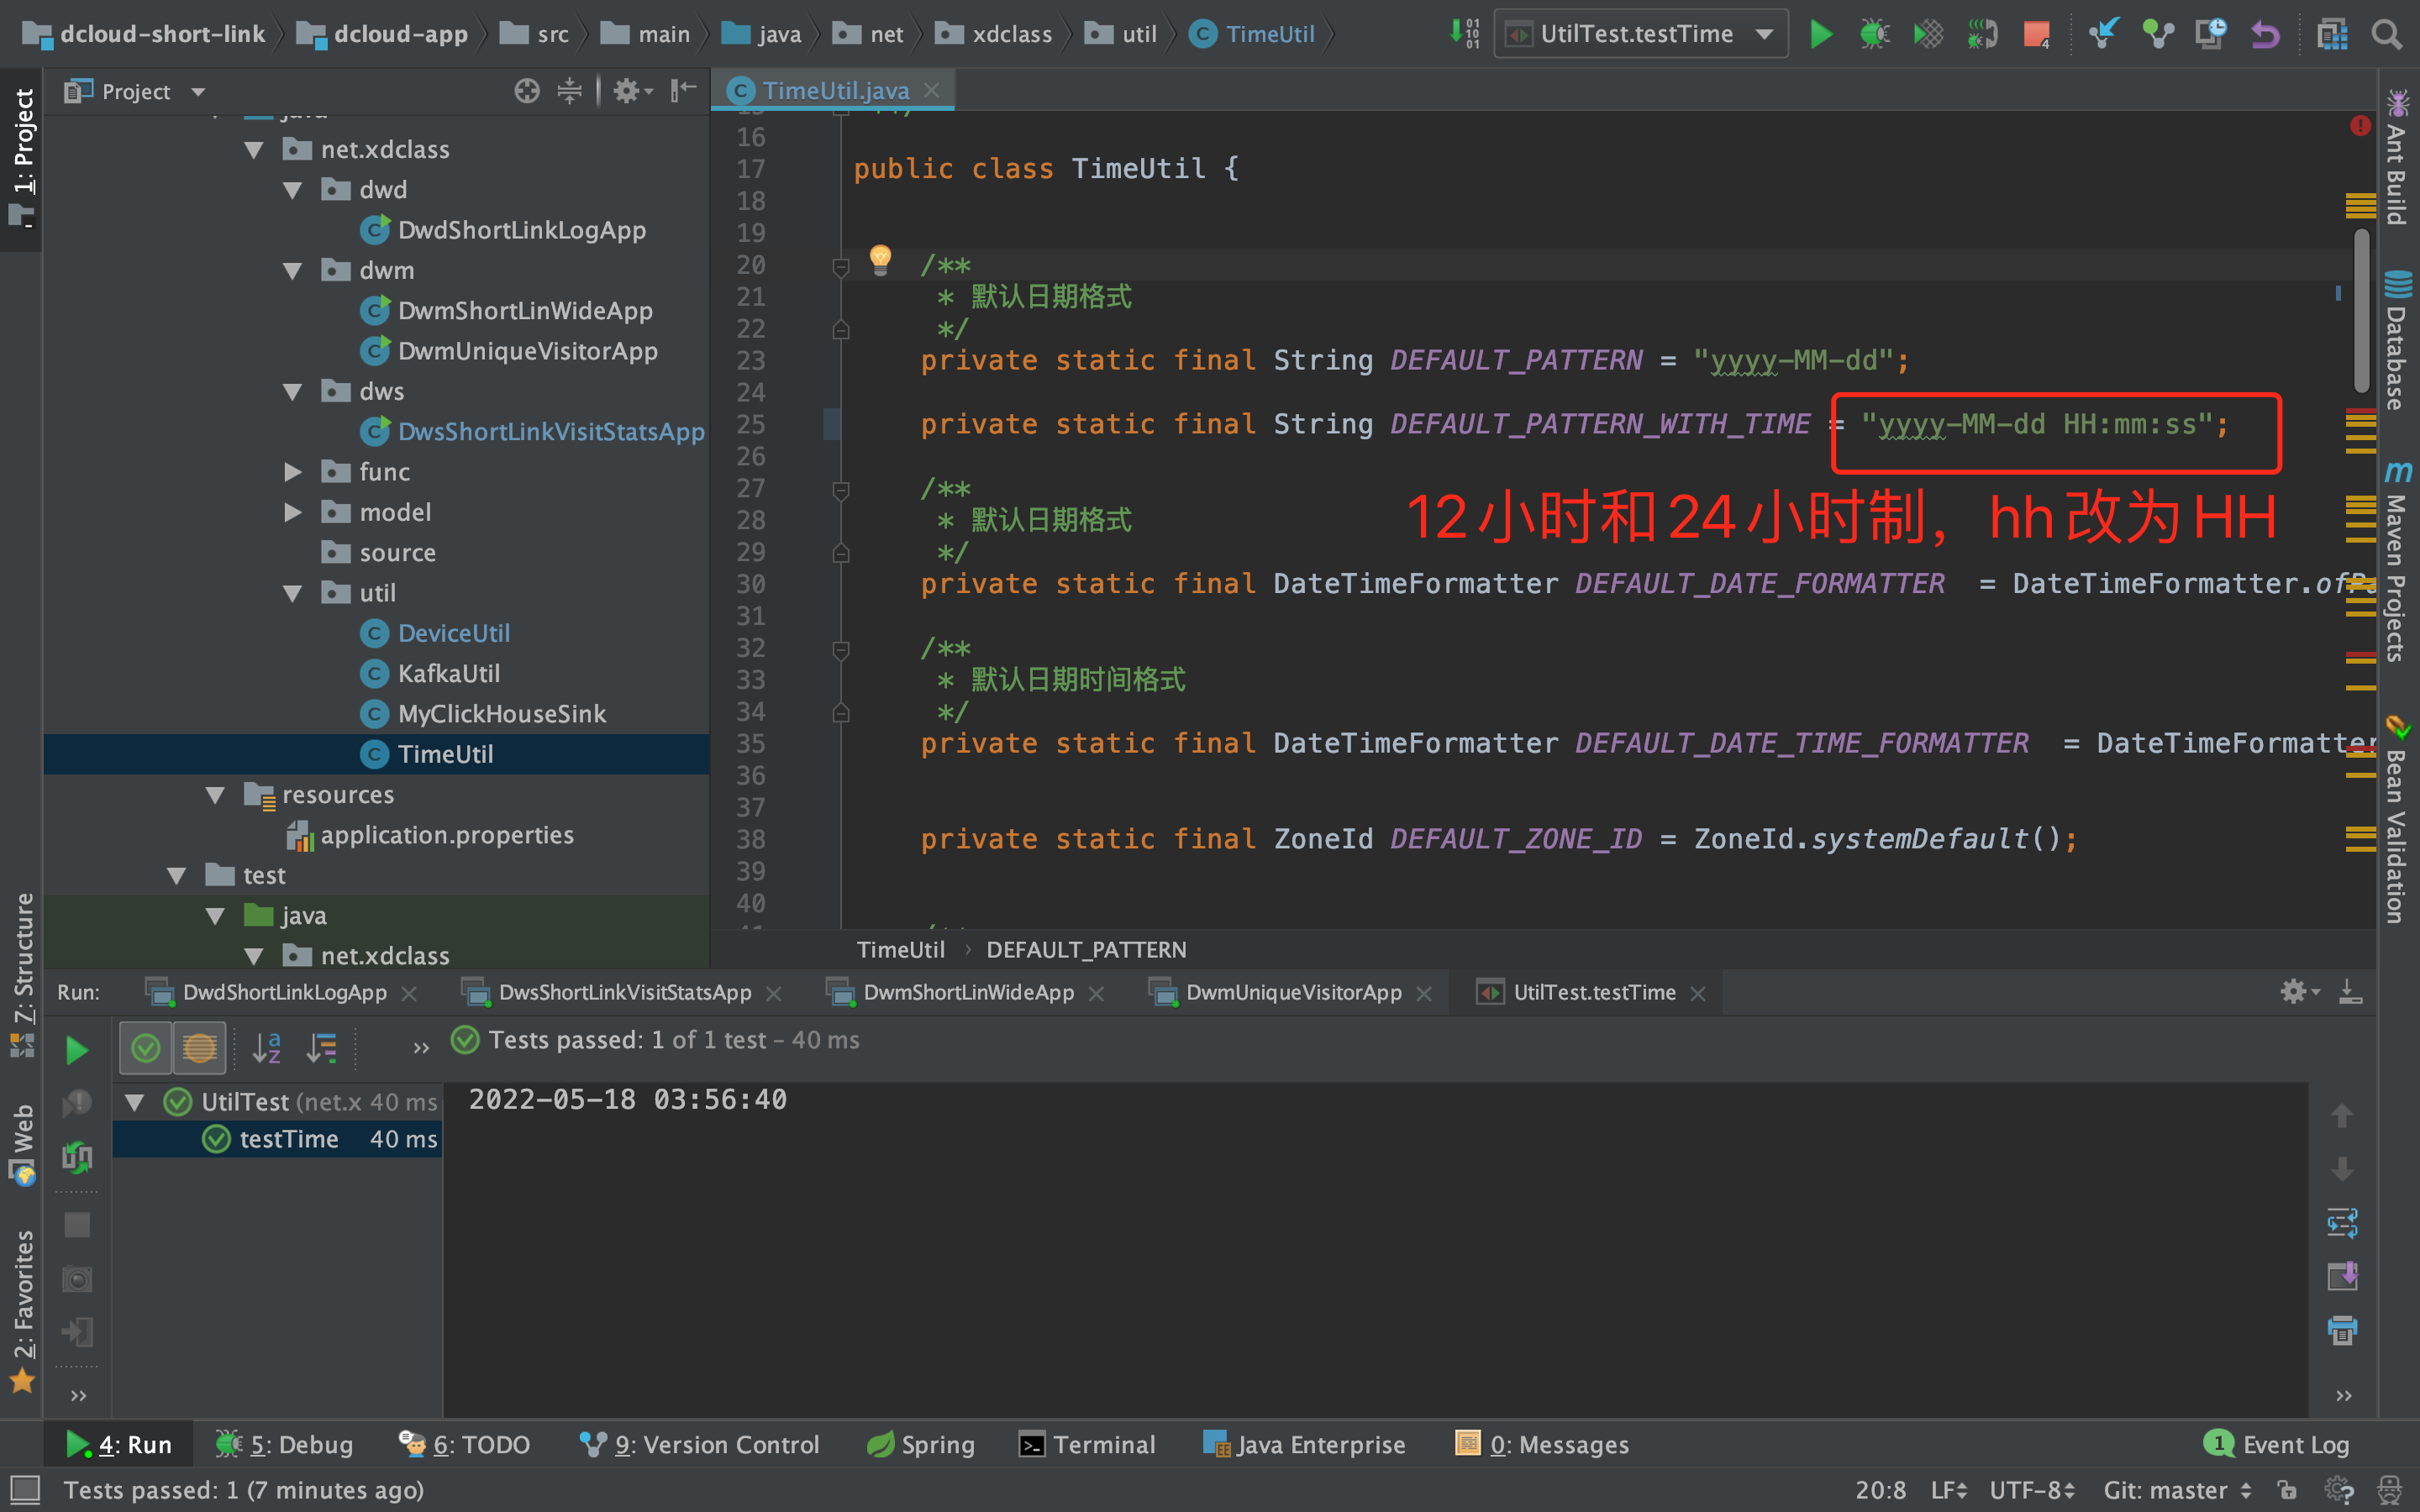 dcloud-short-link dcloud-app src main java net xdclass util TimeUtil UtilTest.testTime
Project
TimeUtil.java
1: Project
Z: Structure
Web
2: Favorites
net.xdclass
dwd
DwdShortLinkLogApp
dwm
DwmShortLinWideApp
DwmUniqueVisitorApp
dws
DwsShortLinkVisitStatsApp
func
model
source
util
DeviceUtil
KafkaUtil
MyClickHouseSink
TimeUtil
resources
application.properties
test
java
net.xdclass
16
17 public class TimeUtil {
18
19
20 /**
21 * 默认日期格式
22 */
23 private static final String DEFAULT_PATTERN = "yyyy-MM-dd";
24
25 private static final String DEFAULT_PATTERN_WITH_TIME = "yyyy-MM-dd HH:mm:ss";
26
12小时和24小时制，hh改为HH
27 /**
28 * 默认日期格式
29 */
30 private static final DateTimeFormatter DEFAULT_DATE_FORMATTER = DateTimeFormatter.ofPa
31
32 /**
33 * 默认日期时间格式
34 */
35 private static final DateTimeFormatter DEFAULT_DATE_TIME_FORMATTER = DateTimeFormatter
36
37
38 private static final ZoneId DEFAULT_ZONE_ID = ZoneId.systemDefault();
39
40
TimeUtil DEFAULT_PATTERN
Ant Build
Database
Maven Projects
Bean Validation
Run: DwdShortLinkLogApp DwsShortLinkVisitStatsApp DwmShortLinWideApp DwmUniqueVisitorApp UtilTest.testTime
Tests passed: 1 of 1 test – 40 ms
UtilTest (net.x 40 ms
testTime 40 ms
2022-05-18 03:56:40
4: Run 5: Debug 6: TODO 9: Version Control Spring Terminal Java Enterprise 0: Messages 1 Event Log
Tests passed: 1 (7 minutes ago) 20:8 LF UTF-8 Git: master